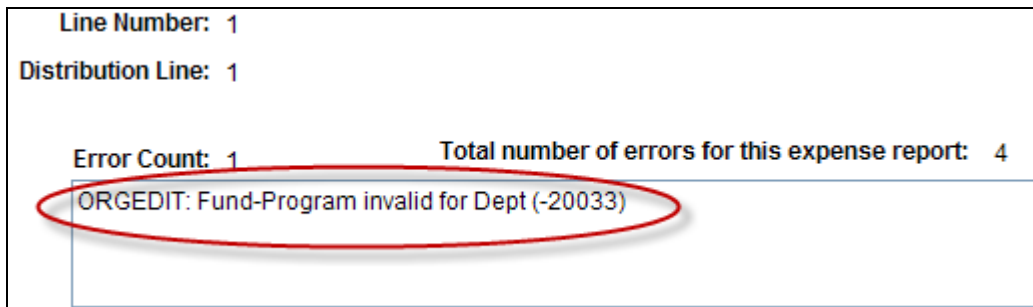 Line Number: 1
Distribution Line: 1
Error Count: 1 Total number of errors for this expense report: 4
ORGEDIT: Fund-Program invalid for Dept (-20033)